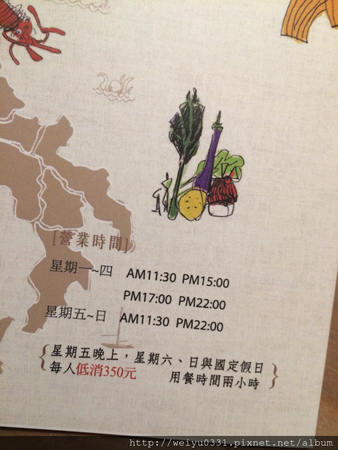 [營業時間]
星期一~四 AM11:30 PM15:00
PM17:00 PM22:00
星期五~日 AM11:30 PM22:00
星期五晚上，星期六、日與國定假日
每人低消350元 用餐時間兩小時
http://weiyu0331.pixnet.net/album